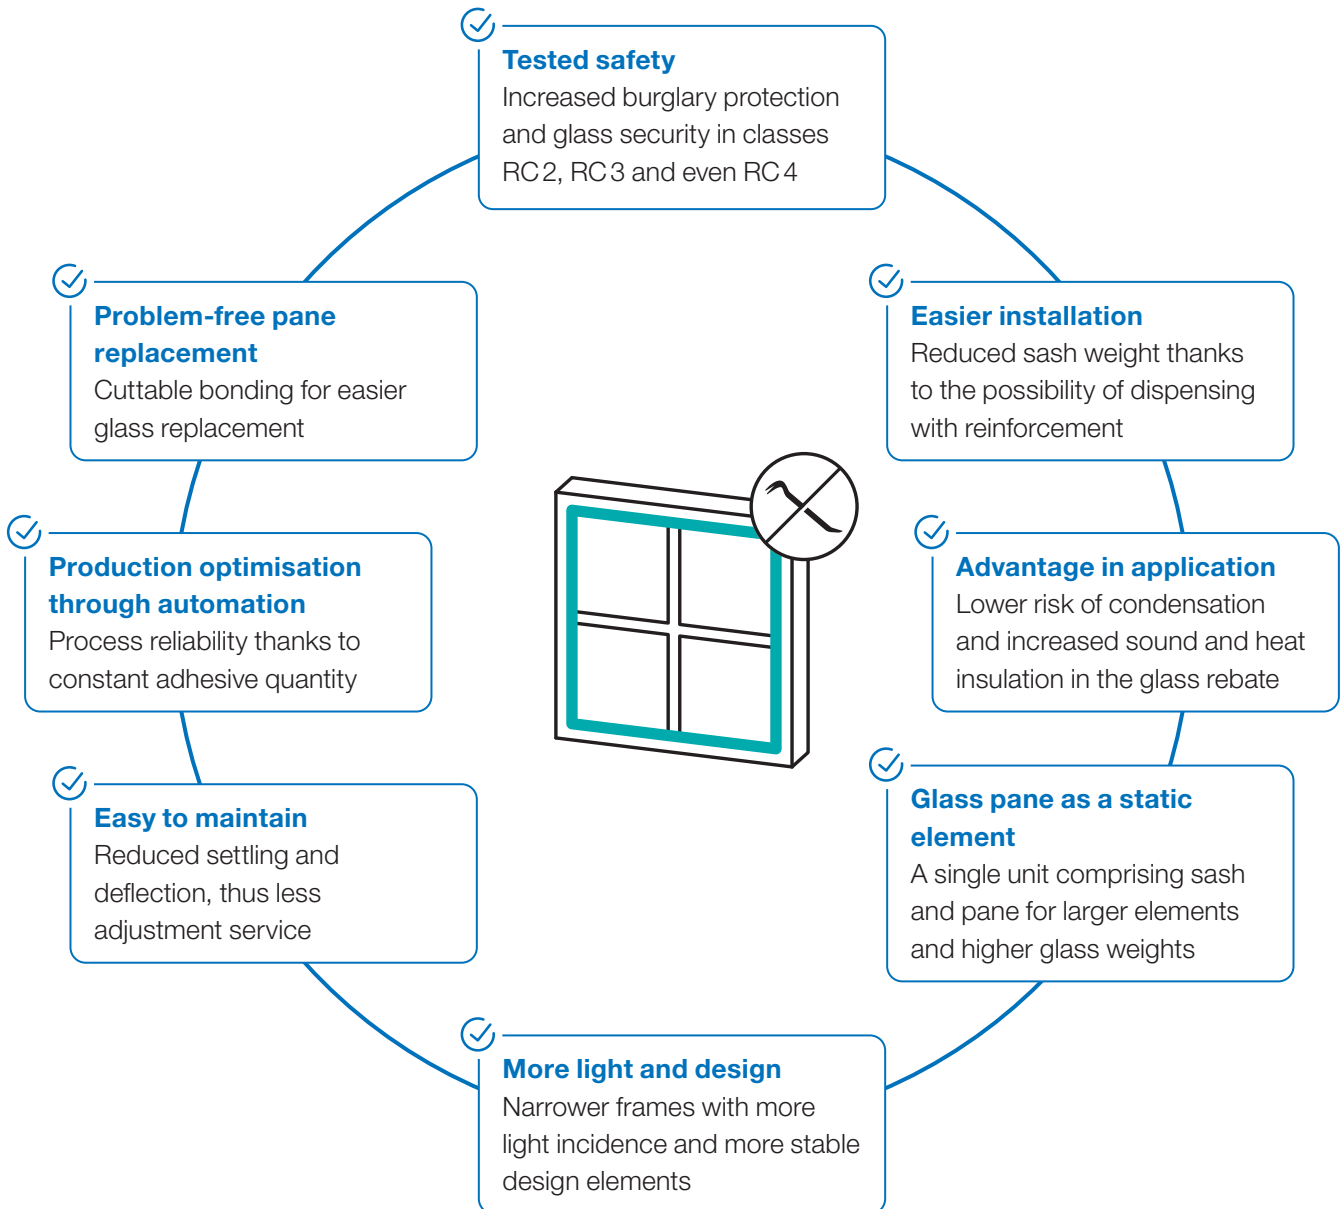 Tested safety
Increased burglary protection
and glass security in classes
RC 2, RC 3 and even RC 4
Problem-free pane
replacement
Cuttable bonding for easier
glass replacement
Easier installation
Reduced sash weight thanks
to the possibility of dispensing
with reinforcement
Production optimisation
through automation
Process reliability thanks to
constant adhesive quantity
Advantage in application
Lower risk of condensation
and increased sound and heat
insulation in the glass rebate
Easy to maintain
Reduced settling and
deflection, thus less
adjustment service
Glass pane as a static
element
A single unit comprising sash
and pane for larger elements
and higher glass weights
More light and design
Narrower frames with more
light incidence and more stable
design elements